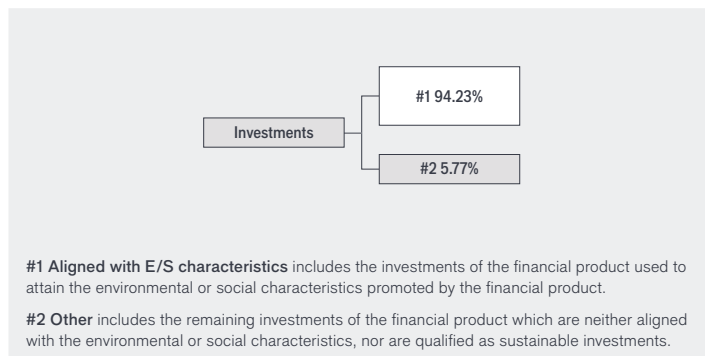 #1 94.23%
Investments
#2 5.77%
#1 Aligned with E/S characteristics includes the investments of the financial product used to
attain the environmental or social characteristics promoted by the financial product.
#2 Other includes the remaining investments of the financial product which are neither aligned
with the environmental or social characteristics, nor are qualified as sustainable investments.